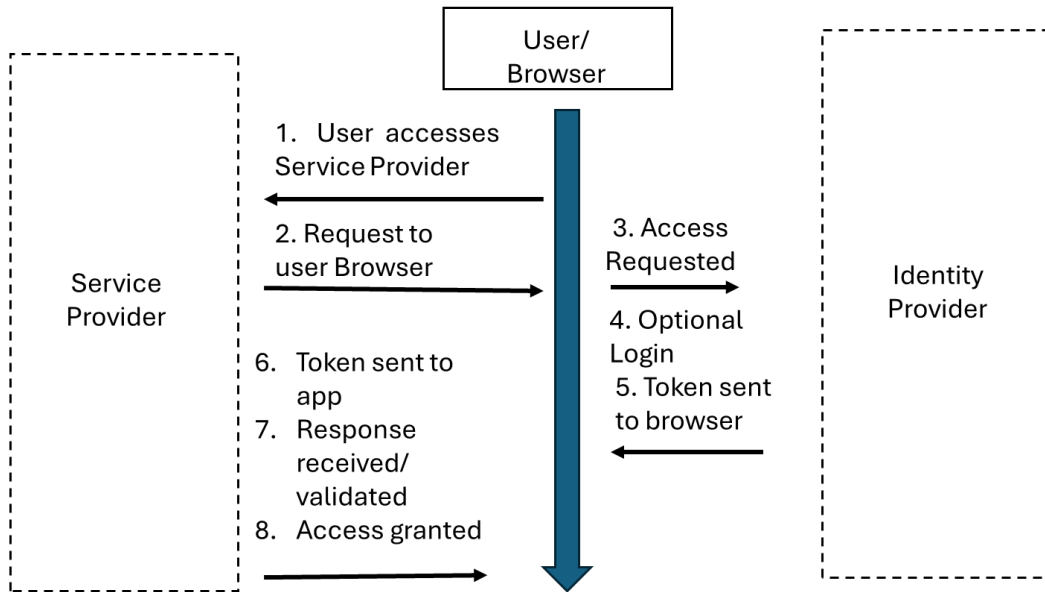 User/
Browser
1. User accesses
Service Provider
2. Request to
user Browser
3. Access
Requested
Service
Provider
Identity
Provider
4. Optional
Login
5. Token sent
to browser
6. Token sent to
app
7. Response
received/
validated
8. Access granted